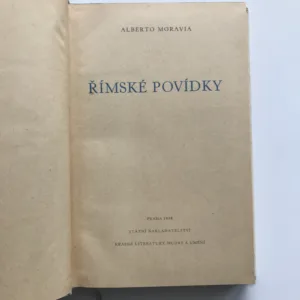 ALBERTO MORAVIA
ŘÍMSKÉ POVÍDKY
PRAHA
STÁTNÍ NAKLADATELSTVÍ
KRÁSNÉ LITERATURY, HUDBY A UMĚNÍ